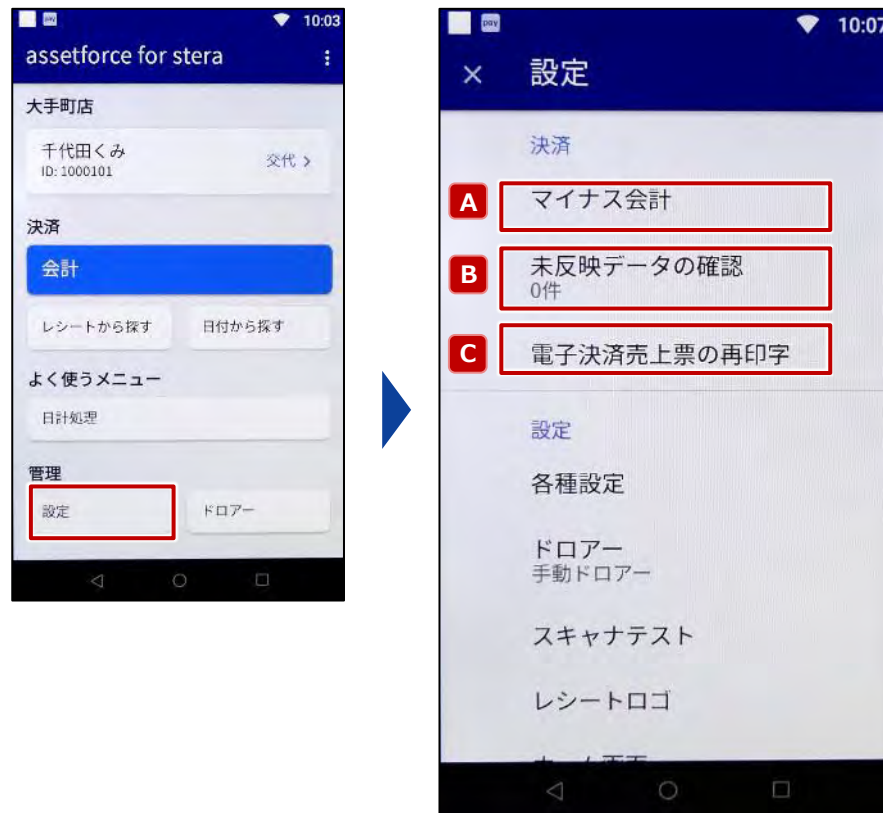 pay
10:03
assetforce for stera
大手町店
千代田くみ
ID: 1000101
交代 >
決済
会計
レシートから探す
日付から探す
よく使うメニュー
日計処理
管理
設定
ドロアー
pay
10:07
× 設定
決済
A マイナス会計
B 未反映データの確認
0件
C 電子決済売上票の再印字
設定
各種設定
ドロアー
手動ドロアー
スキャナテスト
レシートロゴ